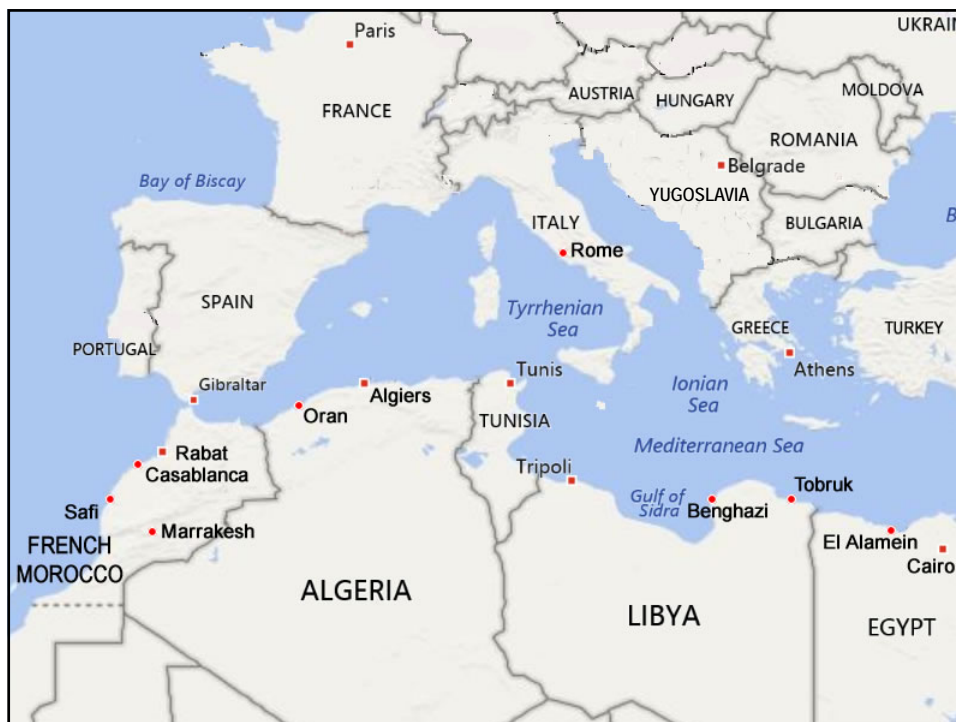 Paris
UKRAIN
FRANCE
AUSTRIA
HUNGARY
MOLDOVA
ROMANIA
Belgrade
Bay of Biscay
YUGOSLAVIA
ITALY
BULGARIA
B
Rome
SPAIN
Tyrrhenian
Sea
GREECE
TURKEY
PORTUGAL
Gibraltar
Algiers
Tunis
Athens
Ionian
Sea
Oran
TUNISIA
Rabat
Casablanca
Mediterranean Sea
Tripoli
Safi
Gulf of
Sidra
Benghazi
Tobruk
Marrakesh
FRENCH
MOROCCO
El Alamein
Cairo
ALGERIA
LIBYA
EGYPT